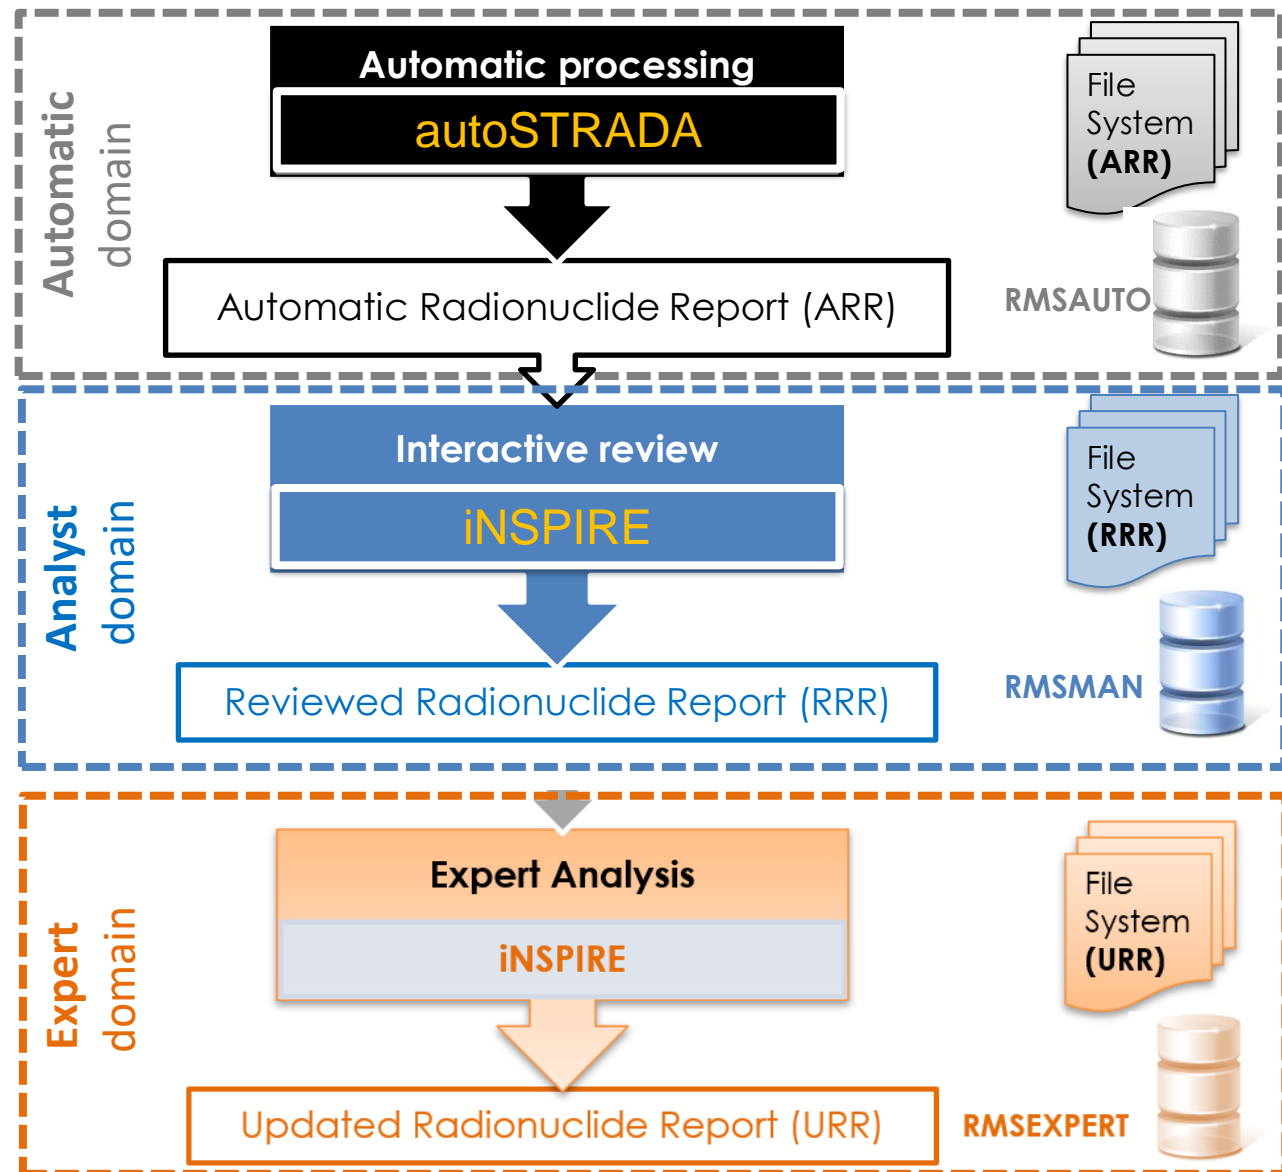 Automatic
domain
Automatic processing
autoSTRADA
Automatic Radionuclide Report (ARR)
File
System
(ARR)
RMSAUTO
Analyst
domain
Interactive review
iNSPIRE
Reviewed Radionuclide Report (RRR)
File
System
(RRR)
RMSMAN
Expert
domain
Expert Analysis
iNSPIRE
Updated Radionuclide Report (URR)
File
System
(URR)
RMSEXPERT